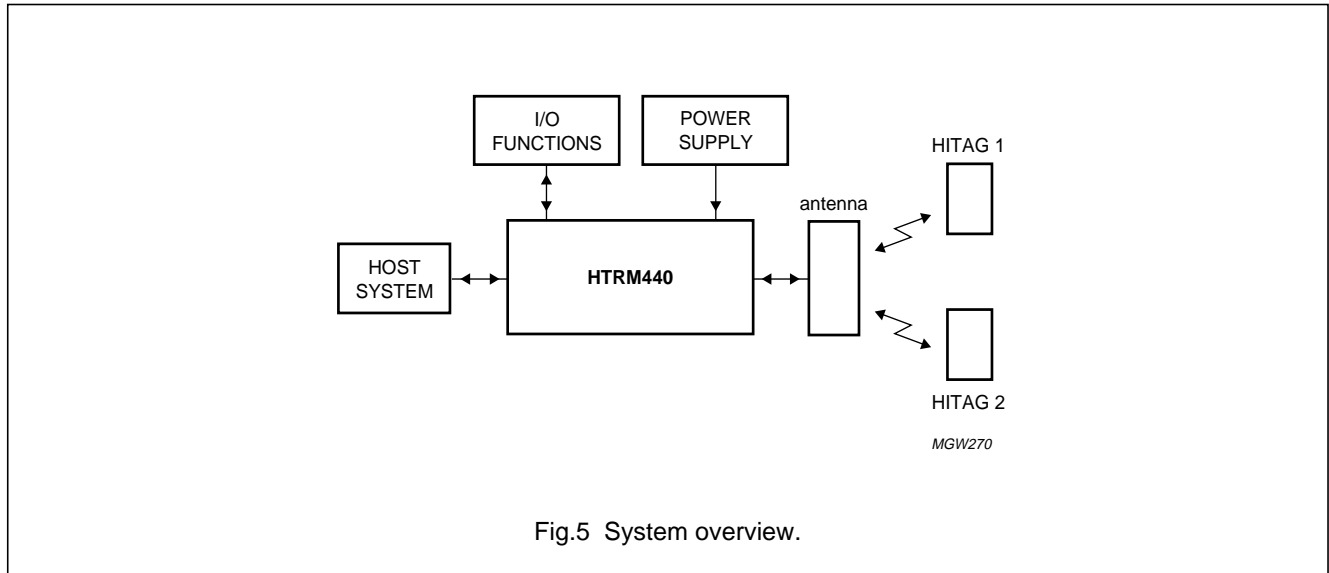 I/O
FUNCTIONS
POWER
SUPPLY
HITAG 1
antenna
HOST
SYSTEM
HTRM440
HITAG 2
MGW270
Fig.5 System overview.